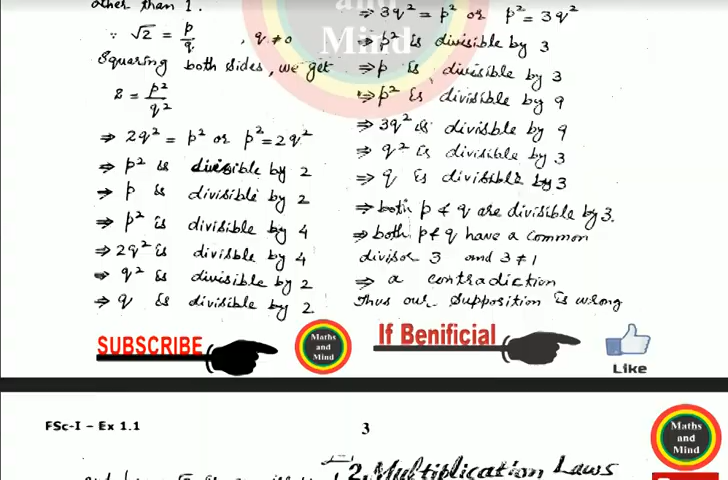 other than 1.
∵ √2 = p/q , q ≠ 0
Squaring both sides, we get
2 = p²/q²
⇒ 2q² = p² or p² = 2q²
⇒ p² is divisible by 2
⇒ p is divisible by 2
⇒ p² is divisible by 4
⇒ 2q² is divisble by 4
⇒ q² is divisible by 2
⇒ q is divisible by 2.
⇒ 3q² = p² or p² = 3q²
⇒ p² is divisible by 3
⇒ p is divisible by 3
⇒ p² is divisible by 9
⇒ 3q² is divisible by 9
⇒ q² is divisible by 3
⇒ q is divisible by 3
⇒ both p & q are divisible by 3.
⇒ both p & q have a common
divisor 3 and 3 ≠ 1
⇒ a contradiction
Thus our supposition is wrong
Maths
and
Mind
SUBSCRIBE
Maths
and
Mind
If Benificial
Like
FSc-I – Ex 1.1
3
Maths
and
Mind
2. Multiplication Laws